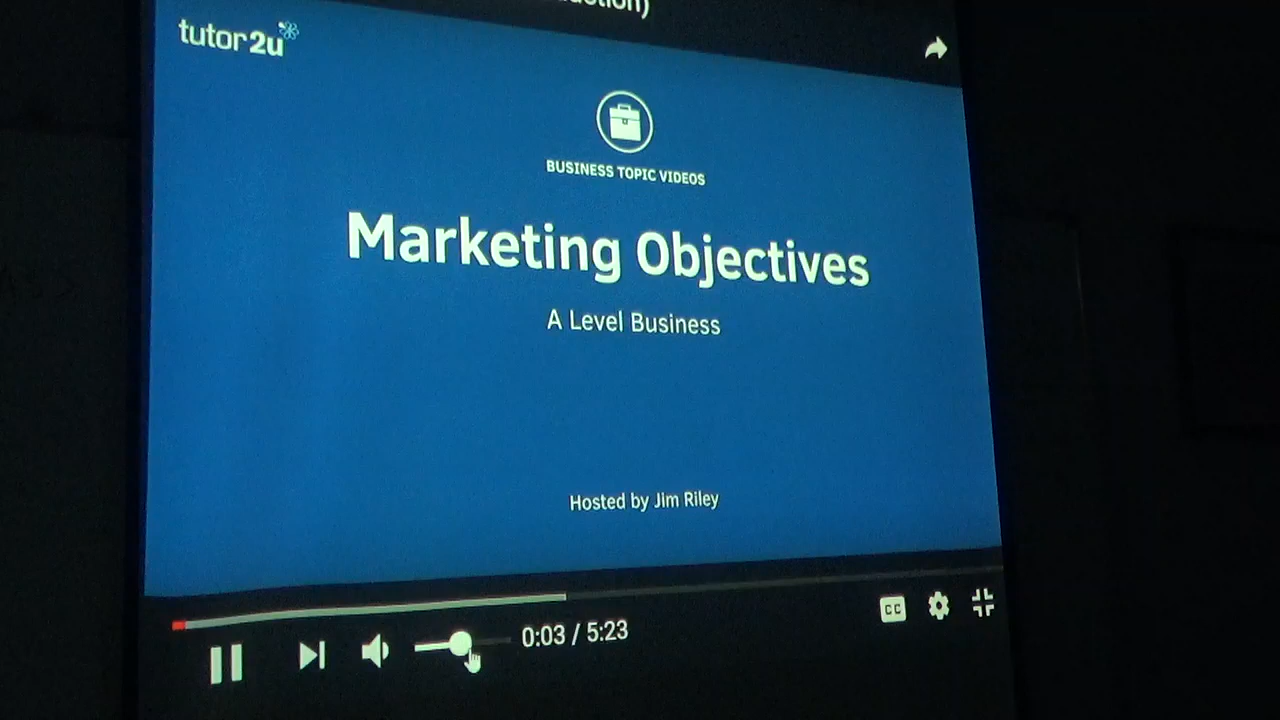 tutor2u
BUSINESS TOPIC VIDEOS
Marketing Objectives
A Level Business
Hosted by Jim Riley
0:03 / 5:23
CC